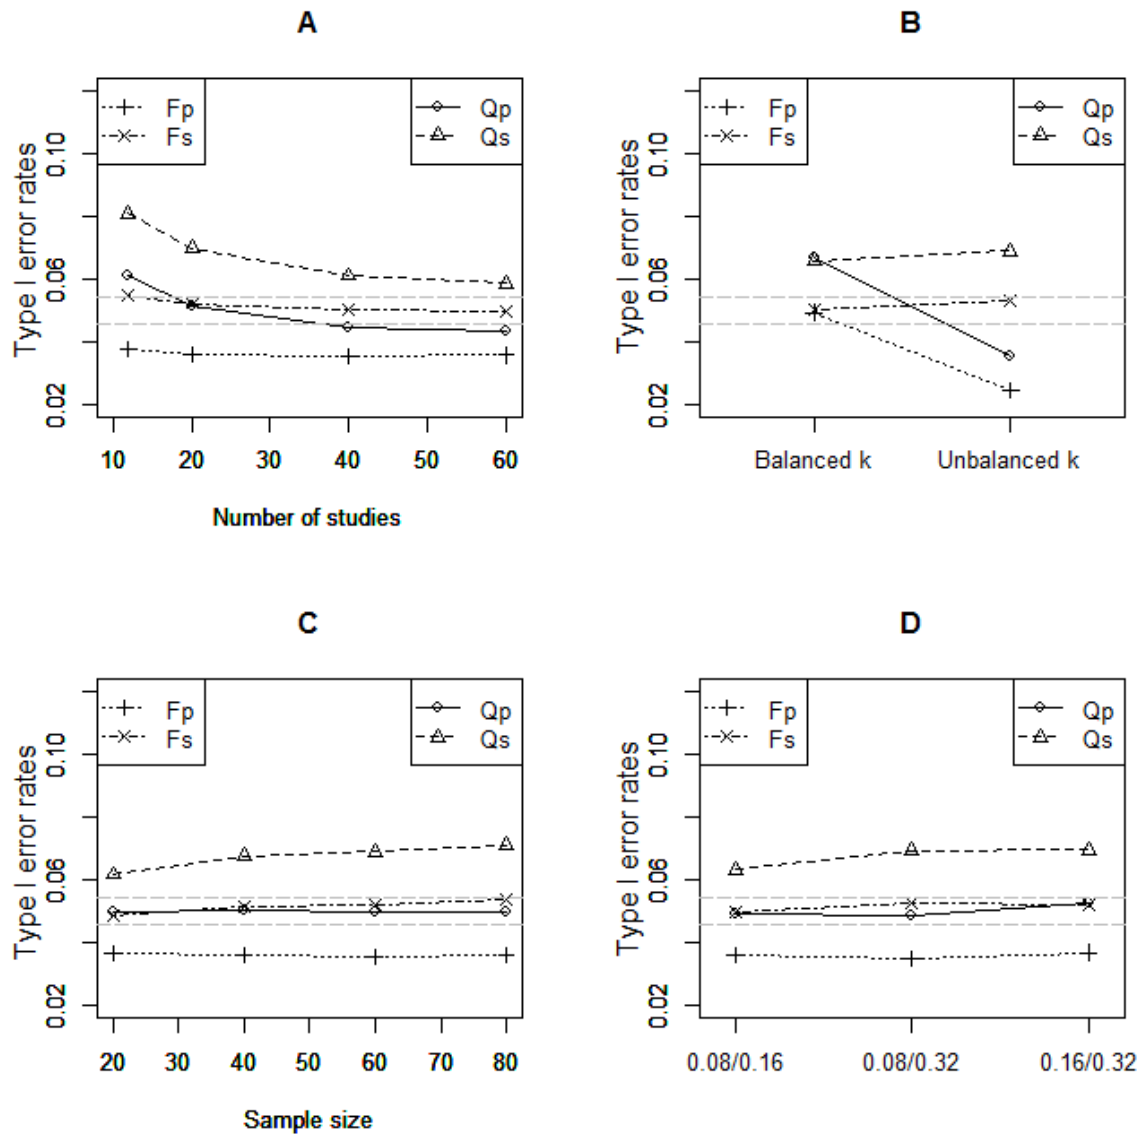 A
Fp
Fs
Qp
Qs
Type I error rates
0.02 0.06 0.10
10 20 30 40 50 60
Number of studies
B
Fp
Fs
Qp
Qs
Type I error rates
0.02 0.06 0.10
Balanced k Unbalanced k
C
Fp
Fs
Qp
Qs
Type I error rates
0.02 0.06 0.10
20 30 40 50 60 70 80
Sample size
D
Fp
Fs
Qp
Qs
Type I error rates
0.02 0.06 0.10
0.08/0.16 0.08/0.32 0.16/0.32